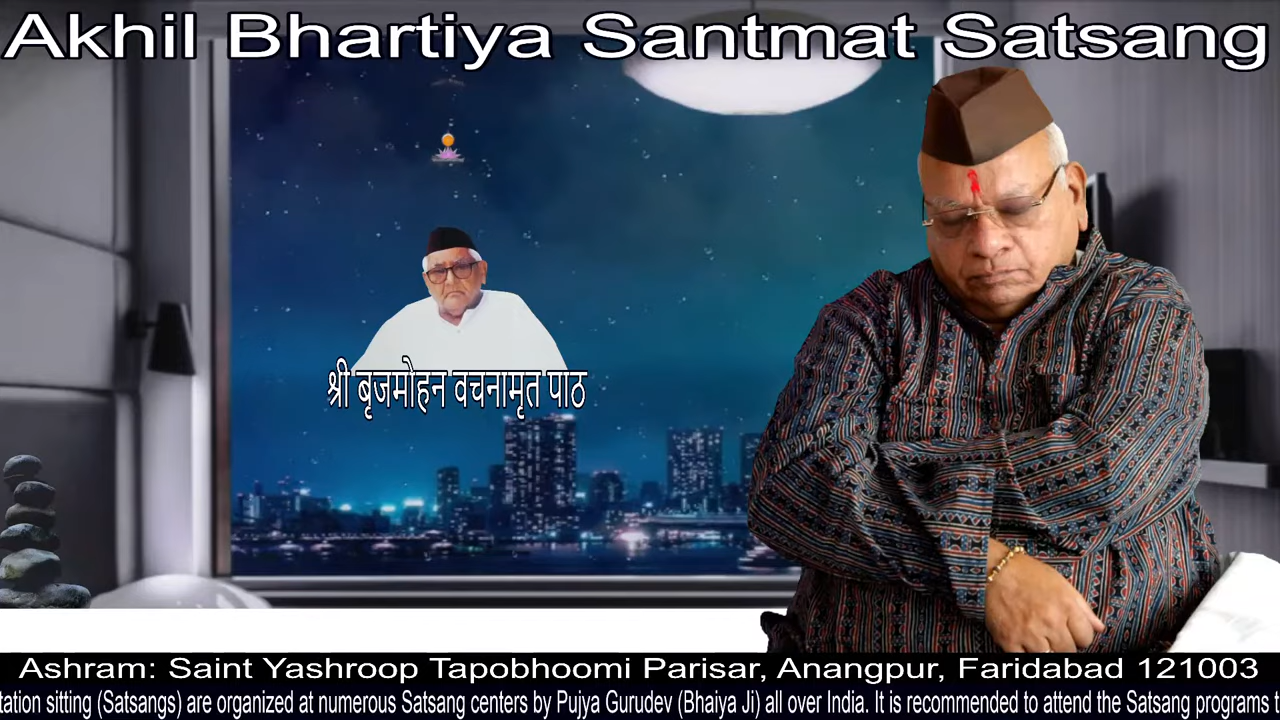 Akhil Bhartiya Santmat Satsang
श्री बृजमोहन वचनामृत पाठ
Ashram: Saint Yashroop Tapobhoomi Parisar, Anangpur, Faridabad 121003
sitting (Satsangs) are organized at numerous Satsang centers by Pujya Gurudev (Bhaiya Ji) all over India. It is recommended to attend the Satsang programs